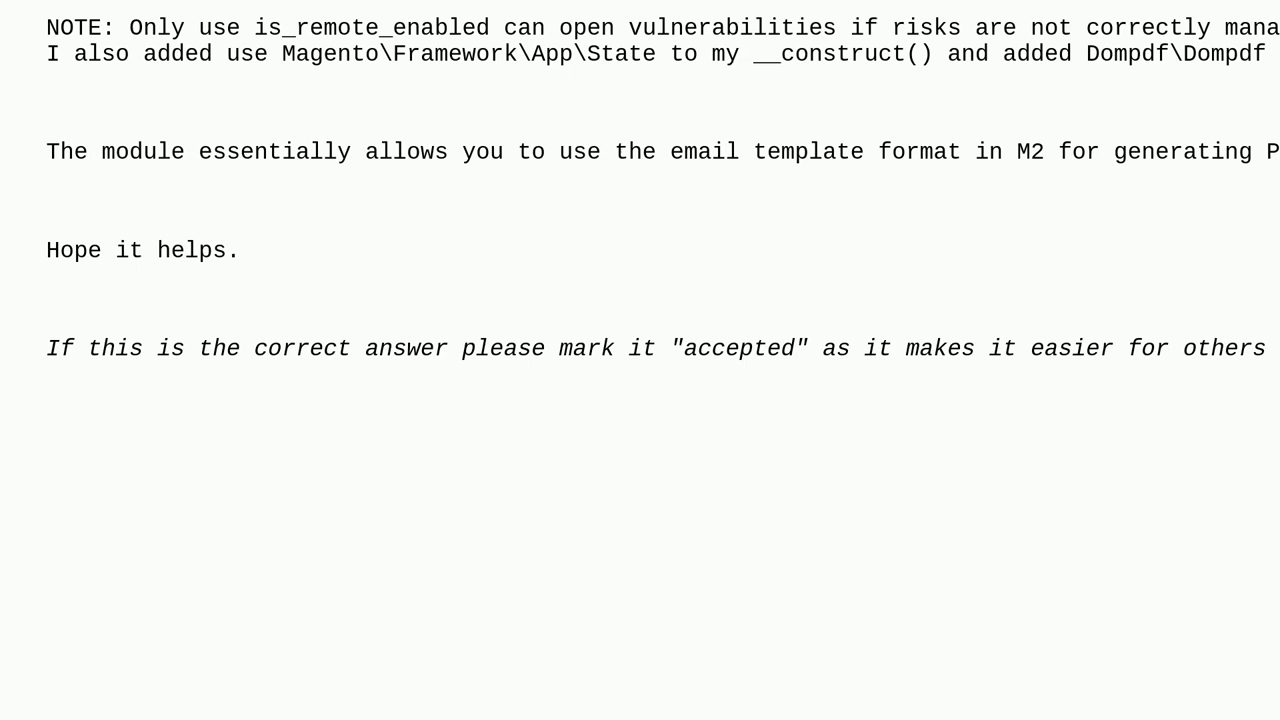 NOTE: Only use is_remote_enabled can open vulnerabilities if risks are not correctly mana
I also added use Magento\Framework\App\State to my __construct() and added Dompdf\Dompdf
The module essentially allows you to use the email template format in M2 for generating P
Hope it helps.
If this is the correct answer please mark it "accepted" as it makes it easier for others